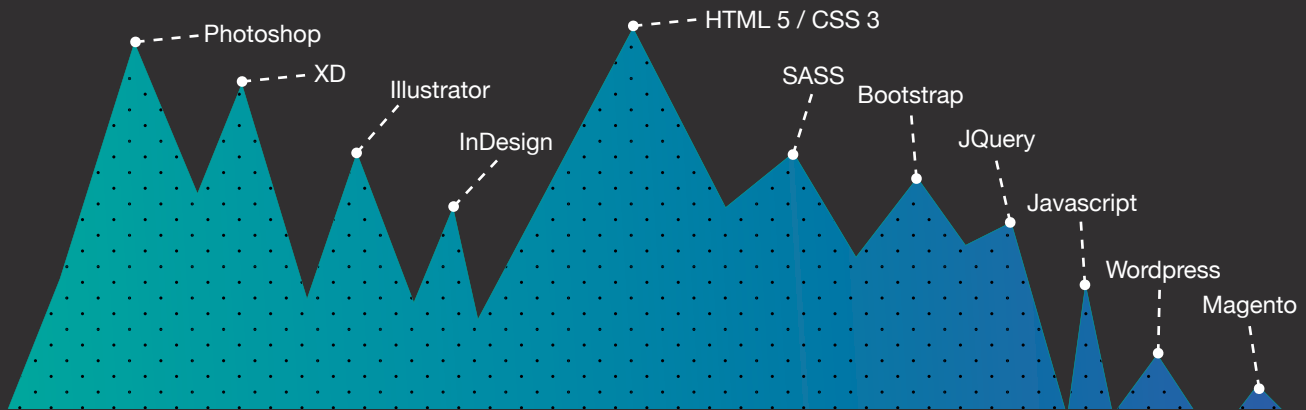 Photoshop
XD
Illustrator
InDesign
HTML 5 / CSS 3
SASS
Bootstrap
JQuery
Javascript
Wordpress
Magento